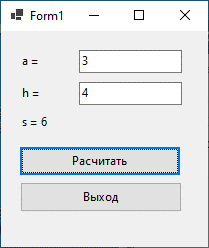 Form1
a = 3
h = 4
s = 6
Расчитать
Выход